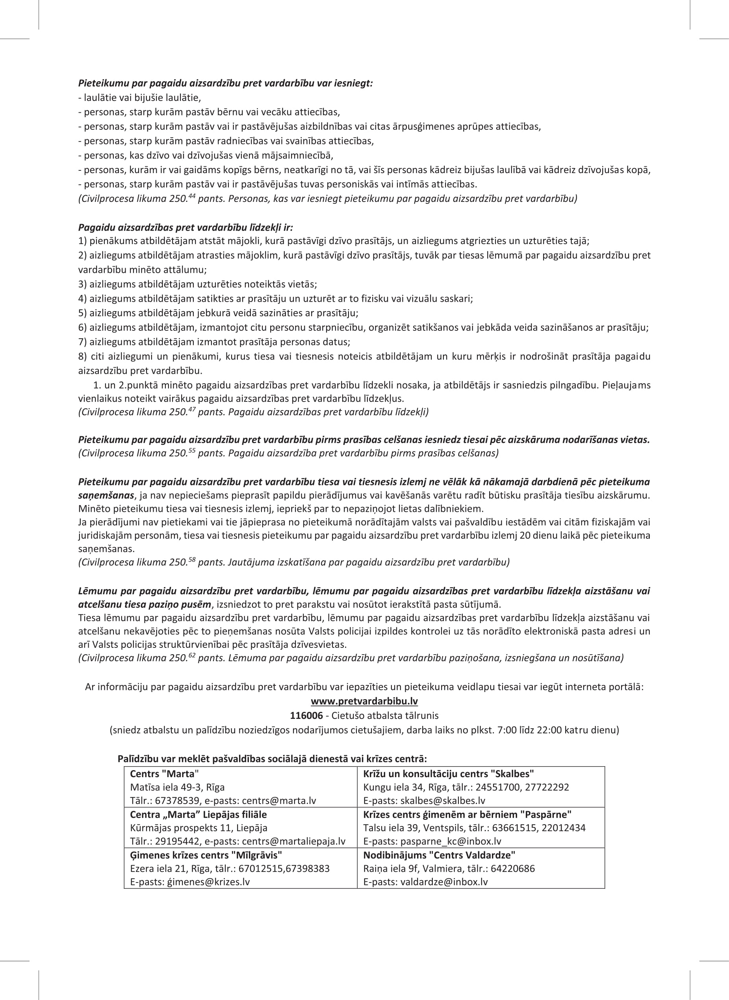 Pieteikumu par pagaidu aizsardzību pret vardarbību var iesniegt:
- laulātie vai bijušie laulātie,
- personas, starp kurām pastāv bērnu vai vecāku attiecības,
- personas, starp kurām pastāv vai ir pastāvējušas aizbildnības vai citas ārpusģimenes aprūpes attiecības,
- personas, starp kurām pastāv radniecības vai svainības attiecības,
- personas, kas dzīvo vai dzīvojušas vienā mājsaimniecībā,
- personas, kurām ir vai gaidāms kopīgs bērns, neatkarīgi no tā, vai šīs personas kādreiz bijušas laulībā vai kādreiz dzīvojušas kopā,
- personas, starp kurām pastāv vai ir pastāvējušas tuvas personiskās vai intīmās attiecības.
(Civilprocesa likuma 250.⁴⁴ pants. Personas, kas var iesniegt pieteikumu par pagaidu aizsardzību pret vardarbību)
Pagaidu aizsardzības pret vardarbību līdzekļi ir:
1) pienākums atbildētājam atstāt mājokli, kurā pastāvīgi dzīvo prasītājs, un aizliegums atgriezties un uzturēties tajā;
2) aizliegums atbildētājam atrasties mājoklim, kurā pastāvīgi dzīvo prasītājs, tuvāk par tiesas lēmumā par pagaidu aizsardzību pret
vardarbību minēto attālumu;
3) aizliegums atbildētājam uzturēties noteiktās vietās;
4) aizliegums atbildētājam satikties ar prasītāju un uzturēt ar to fizisku vai vizuālu saskari;
5) aizliegums atbildētājam jebkurā veidā sazināties ar prasītāju;
6) aizliegums atbildētājam, izmantojot citu personu starpniecību, organizēt satikšanos vai jebkāda veida sazināšanos ar prasītāju;
7) aizliegums atbildētājam izmantot prasītāja personas datus;
8) citi aizliegumi un pienākumi, kurus tiesa vai tiesnesis noteicis atbildētājam un kuru mērķis ir nodrošināt prasītāja pagaidu
aizsardzību pret vardarbību.
1. un 2.punktā minēto pagaidu aizsardzības pret vardarbību līdzekli nosaka, ja atbildētājs ir sasniedzis pilngadību. Pieļaujams
vienlaikus noteikt vairākus pagaidu aizsardzības pret vardarbību līdzekļus.
(Civilprocesa likuma 250.⁴⁷ pants. Pagaidu aizsardzības pret vardarbību līdzekļi)
Pieteikumu par pagaidu aizsardzību pret vardarbību pirms prasības celšanas iesniedz tiesai pēc aizskāruma nodarīšanas vietas.
(Civilprocesa likuma 250.⁵⁵ pants. Pagaidu aizsardzība pret vardarbību pirms prasības celšanas)
Pieteikumu par pagaidu aizsardzību pret vardarbību tiesa vai tiesnesis izlemj ne vēlāk kā nākamajā darbdienā pēc pieteikuma
saņemšanas, ja nav nepieciešams pieprasīt papildu pierādījumus vai kavēšanās varētu radīt būtisku prasītāja tiesību aizskārumu.
Minēto pieteikumu tiesa vai tiesnesis izlemj, iepriekš par to nepaziņojot lietas dalībniekiem.
Ja pierādījumi nav pietiekami vai tie jāpieprasa no pieteikumā norādītajām valsts vai pašvaldību iestādēm vai citām fiziskajām vai
juridiskajām personām, tiesa vai tiesnesis pieteikumu par pagaidu aizsardzību pret vardarbību izlemj 20 dienu laikā pēc pieteikuma
saņemšanas.
(Civilprocesa likuma 250.⁵⁸ pants. Jautājuma izskatīšana par pagaidu aizsardzību pret vardarbību)
Lēmumu par pagaidu aizsardzību pret vardarbību, lēmumu par pagaidu aizsardzības pret vardarbību līdzekļa aizstāšanu vai
atcelšanu tiesa paziņo pusēm, izsniedzot to pret parakstu vai nosūtot ierakstītā pasta sūtījumā.
Tiesa lēmumu par pagaidu aizsardzību pret vardarbību, lēmumu par pagaidu aizsardzības pret vardarbību līdzekļa aizstāšanu vai
atcelšanu nekavējoties pēc to pieņemšanas nosūta Valsts policijai izpildes kontrolei uz tās norādīto elektroniskā pasta adresi un
arī Valsts policijas struktūrvienībai pēc prasītāja dzīvesvietas.
(Civilprocesa likuma 250.⁶² pants. Lēmuma par pagaidu aizsardzību pret vardarbību paziņošana, izsniegšana un nosūtīšana)
Ar informāciju par pagaidu aizsardzību pret vardarbību var iepazīties un pieteikuma veidlapu tiesai var iegūt interneta portālā:
www.pretvardarbibu.lv
116006 - Cietušo atbalsta tālrunis
(sniedz atbalstu un palīdzību noziedzīgos nodarījumos cietušajiem, darba laiks no plkst. 7:00 līdz 22:00 katru dienu)
Palīdzību var meklēt pašvaldības sociālajā dienestā vai krīzes centrā:
Centrs "Marta"
Matīsa iela 49-3, Rīga
Tālr.: 67378539, e-pasts: centrs@marta.lv
Krīžu un konsultāciju centrs "Skalbes"
Kungu iela 34, Rīga, tālr.: 24551700, 27722292
E-pasts: skalbes@skalbes.lv
Centra „Marta” Liepājas filiāle
Kūrmājas prospekts 11, Liepāja
Tālr.: 29195442, e-pasts: centrs@martaliepaja.lv
Krīzes centrs ģimenēm ar bērniem "Paspārne"
Talsu iela 39, Ventspils, tālr.: 63661515, 22012434
E-pasts: pasparne_kc@inbox.lv
Ģimenes krīzes centrs "Mīlgrāvis"
Ezera iela 21, Rīga, tālr.: 67012515,67398383
E-pasts: ģimenes@krizes.lv
Nodibinājums "Centrs Valdardze"
Raiņa iela 9f, Valmiera, tālr.: 64220686
E-pasts: valdardze@inbox.lv